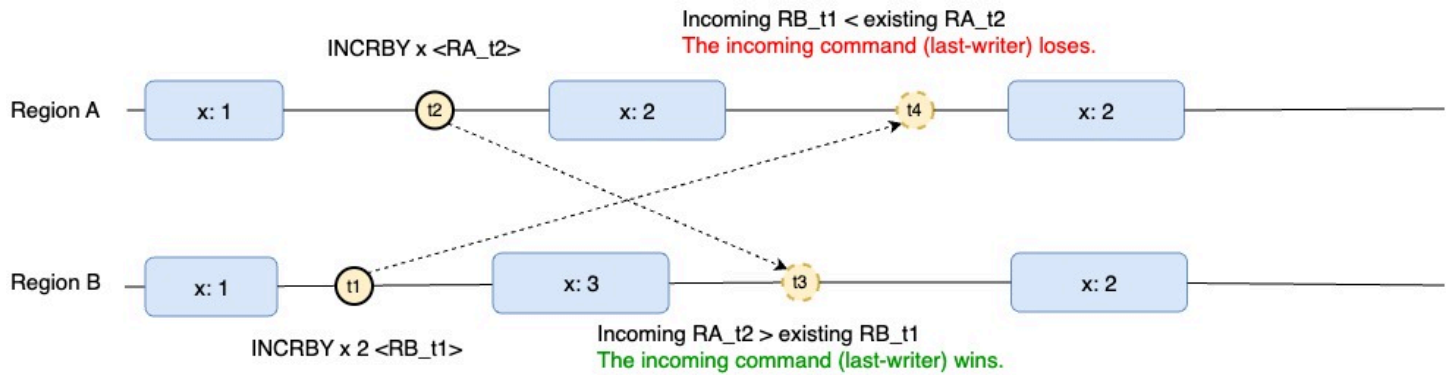 Incoming RB_t1 < existing RA_t2
The incoming command (last-writer) loses.
INCRBY x <RA_t2>
Region A
x: 1
t2
x: 2
t4
x: 2
Region B
x: 1
t1
x: 3
t3
x: 2
INCRBY x 2 <RB_t1>
Incoming RA_t2 > existing RB_t1
The incoming command (last-writer) wins.